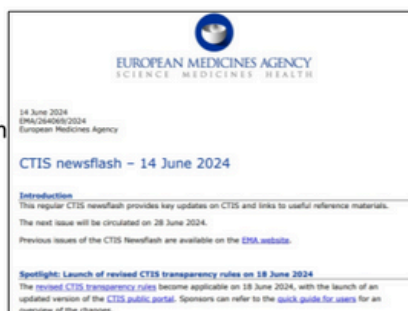 EUROPEAN MEDICINES AGENCY
SCIENCE MEDICINES HEALTH
14 June 2024
EMA/264069/2024
European Medicines Agency
CTIS newsflash – 14 June 2024
Introduction
This regular CTIS newsflash provides key updates on CTIS and links to useful reference materials.
The next issue will be circulated on 28 June 2024.
Previous issues of the CTIS Newsflash are available on the EMA website.
Spotlight: Launch of revised CTIS transparency rules on 18 June 2024
The revised CTIS transparency rules become applicable on 18 June 2024, with the launch of an
updated version of the CTIS public portal. Sponsors can refer to the quick guide for users for an
overview of the changes.